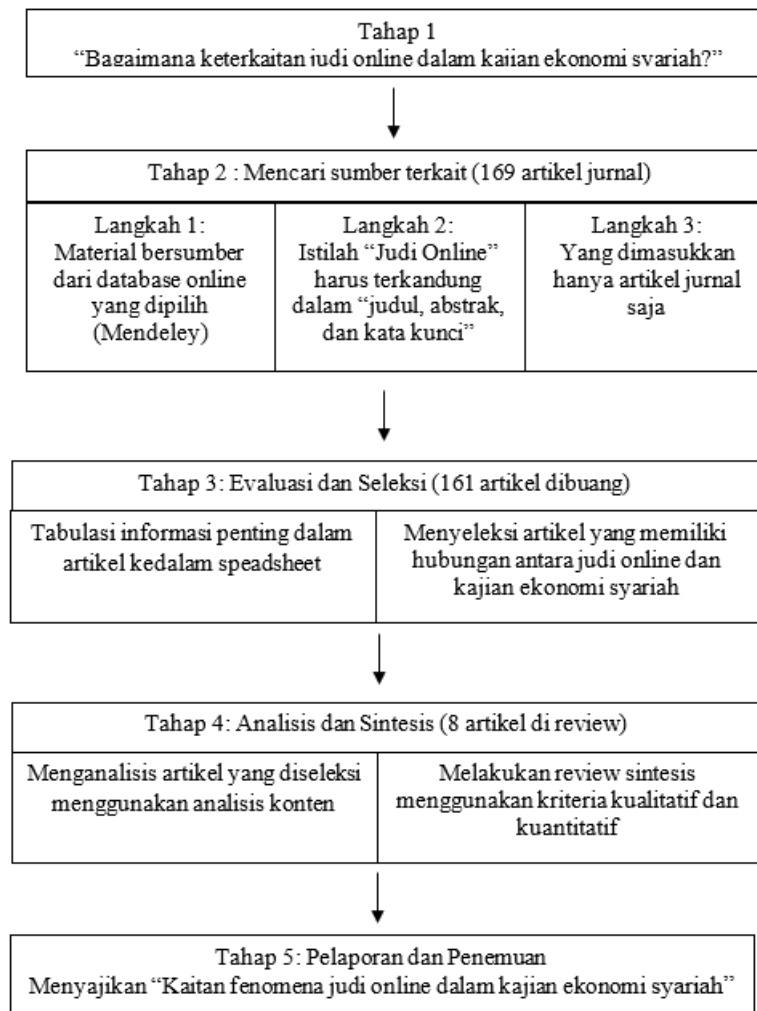 Tahap 1
“Bagaimana keterkaitan judi online dalam kajian ekonomi syariah?”
Tahap 2 : Mencari sumber terkait (169 artikel jurnal)
Langkah 1:
Material bersumber
dari database online
yang dipilih
(Mendeley)
Langkah 2:
Istilah “Judi Online”
harus terkandung
dalam “judul, abstrak,
dan kata kunci”
Langkah 3:
Yang dimasukkan
hanya artikel jurnal
saja
Tahap 3: Evaluasi dan Seleksi (161 artikel dibuang)
Tabulasi informasi penting dalam
artikel kedalam speadsheet
Menyeleksi artikel yang memiliki
hubungan antara judi online dan
kajian ekonomi syariah
Tahap 4: Analisis dan Sintesis (8 artikel di review)
Menganalisis artikel yang diseleksi
menggunakan analisis konten
Melakukan review sintesis
menggunakan kriteria kualitatif dan
kuantitatif
Tahap 5: Pelaporan dan Penemuan
Menyajikan “Kaitan fenomena judi online dalam kajian ekonomi syariah”